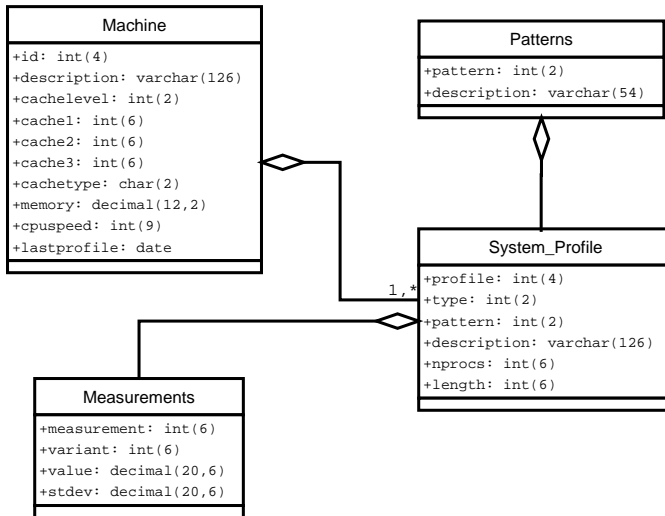 Machine
+id: int(4)
+description: varchar(126)
+cachelevel: int(2)
+cache1: int(6)
+cache2: int(6)
+cache3: int(6)
+cachetype: char(2)
+memory: decimal(12,2)
+cpuspeed: int(9)
+lastprofile: date
Patterns
+pattern: int(2)
+description: varchar(54)
1,*
System_Profile
+profile: int(4)
+type: int(2)
+pattern: int(2)
+description: varchar(126)
+nprocs: int(6)
+length: int(6)
Measurements
+measurement: int(6)
+variant: int(6)
+value: decimal(20,6)
+stdev: decimal(20,6)